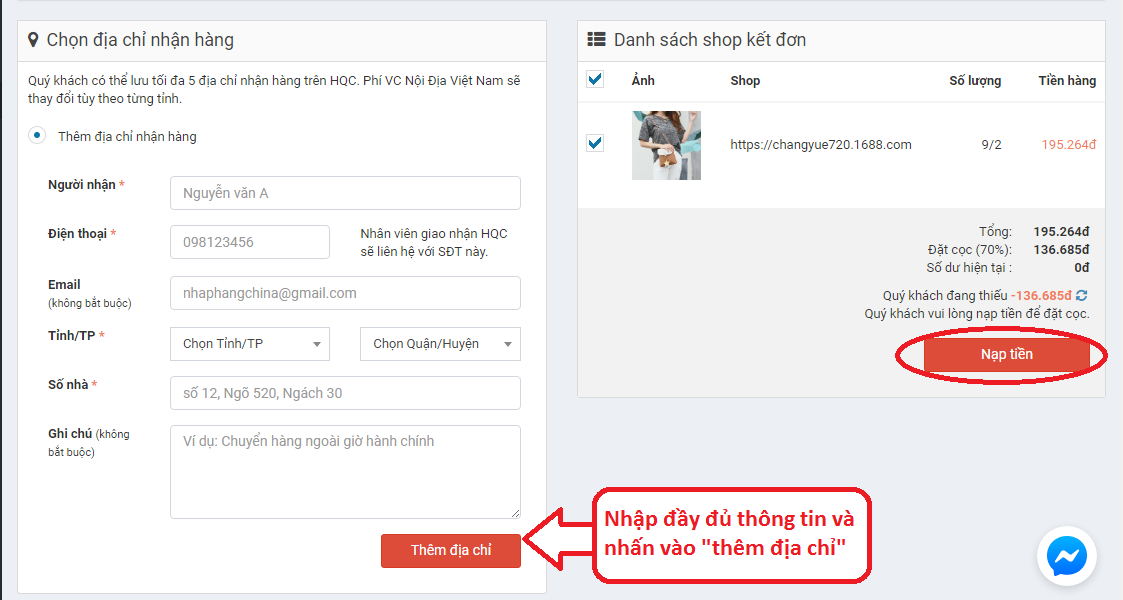 Chọn địa chỉ nhận hàng
Quý khách có thể lưu tối đa 5 địa chỉ nhận hàng trên HQC. Phí VC Nội Địa Việt Nam sẽ
thay đổi tùy theo từng tỉnh.
Thêm địa chỉ nhận hàng
Người nhận *
Nguyễn văn A
Điện thoại *
098123456
Nhân viên giao nhận HQC
sẽ liên hệ với SĐT này.
Email
(không bắt buộc)
nhaphangchina@gmail.com
Tỉnh/TP *
Chọn Tỉnh/TP
Chọn Quận/Huyện
Số nhà *
số 12, Ngõ 520, Ngách 30
Ghi chú (không
bắt buộc)
Ví dụ: Chuyển hàng ngoài giờ hành chính
Thêm địa chỉ
Nhập đầy đủ thông tin và
nhấn vào "thêm địa chỉ"
Danh sách shop kết đơn
Ảnh Shop Số lượng Tiền hàng
https://changyue720.1688.com 9/2 195.264đ
Tổng: 195.264đ
Đặt cọc (70%): 136.685đ
Số dư hiện tại : 0đ
Quý khách đang thiếu -136.685đ
Quý khách vui lòng nạp tiền để đặt cọc.
Nạp tiền